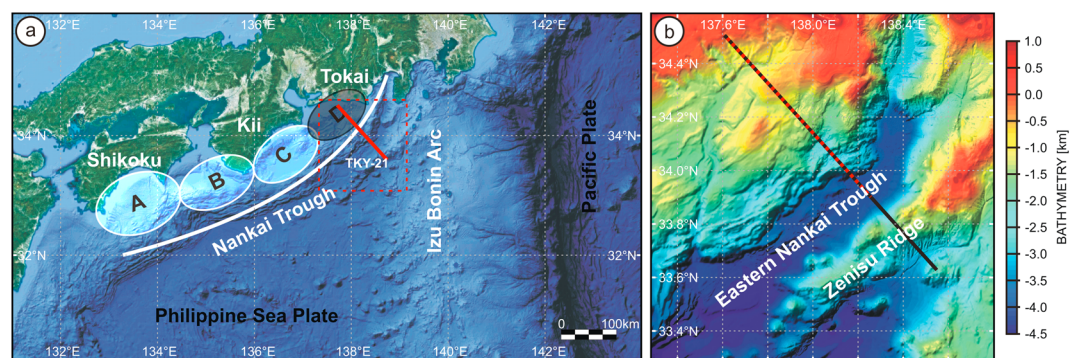 a
132°E 134°E 136°E 138°E 140°E 142°E
Tokai
D
Kii
34°N
C
TKY-21
Shikoku
B
A
Nankai Trough
Izu Bonin Arc
Pacific Plate
32°N
Philippine Sea Plate
0 100km
132°E 134°E 136°E 138°E 142°E
b
137.6°E 138.0°E 138.4°E
34.4°N
34.2°N
34.0°N
33.8°N
33.6°N
33.4°N
Eastern Nankai Trough
Zenisu Ridge
1.0
0.5
0.0
-0.5
-1.0
-1.5
-2.0
-2.5
-3.0
-3.5
-4.0
-4.5
BATHYMETRY [km]